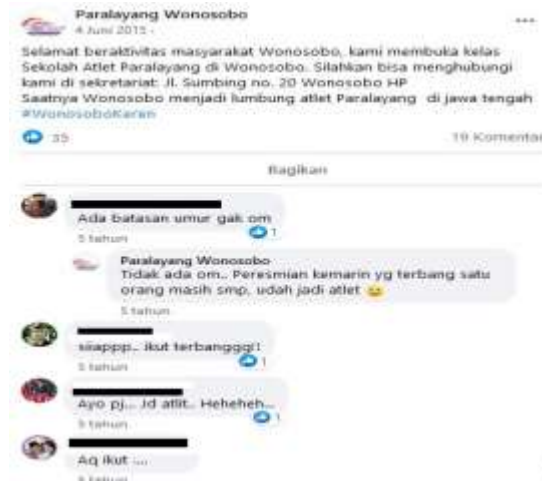 Paralayang Wonosobo
4 Juni 2015 ·
Selamat beraktivitas masyarakat Wonosobo, kami membuka kelas
Sekolah Atlet Paralayang di Wonosobo. Silahkan bisa menghubungi
kami di sekretariat: Jl. Sumbing no. 20 Wonosobo HP
Saatnya Wonosobo menjadi lumbung atlet Paralayang di jawa tengah
#WonosoboKeren
35 19 Komentar
Bagikan
Ada batasan umur gak om
5 tahun 1
Paralayang Wonosobo
Tidak ada om.. Peresmian kemarin yg terbang satu
orang masih smp, udah jadi atlet 😀
5 tahun
siiappp.. ikut terbanggg!!
5 tahun 1
Ayo pj... Jd atlit.. Heheheh...
5 tahun 1
Aq ikut ....
5 tahun